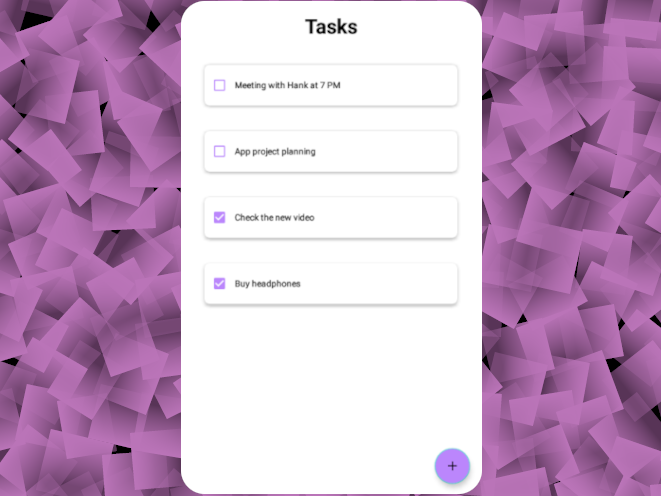 Tasks
Meeting with Hank at 7 PM
App project planning
Check the new video
Buy headphones
+